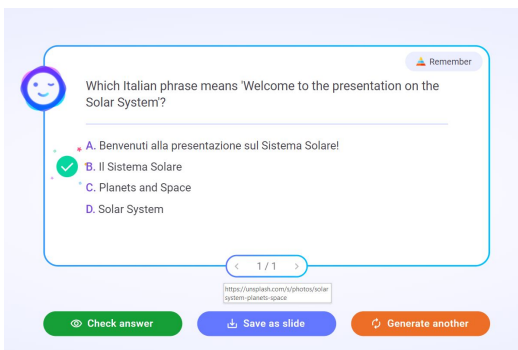 Remember
Which Italian phrase means 'Welcome to the presentation on the
Solar System'?
A. Benvenuti alla presentazione sul Sistema Solare!
B. Il Sistema Solare
C. Planets and Space
D. Solar System
1 / 1
https://unsplash.com/s/photos/solar
system-planets-space
Check answer
Save as slide
Generate another